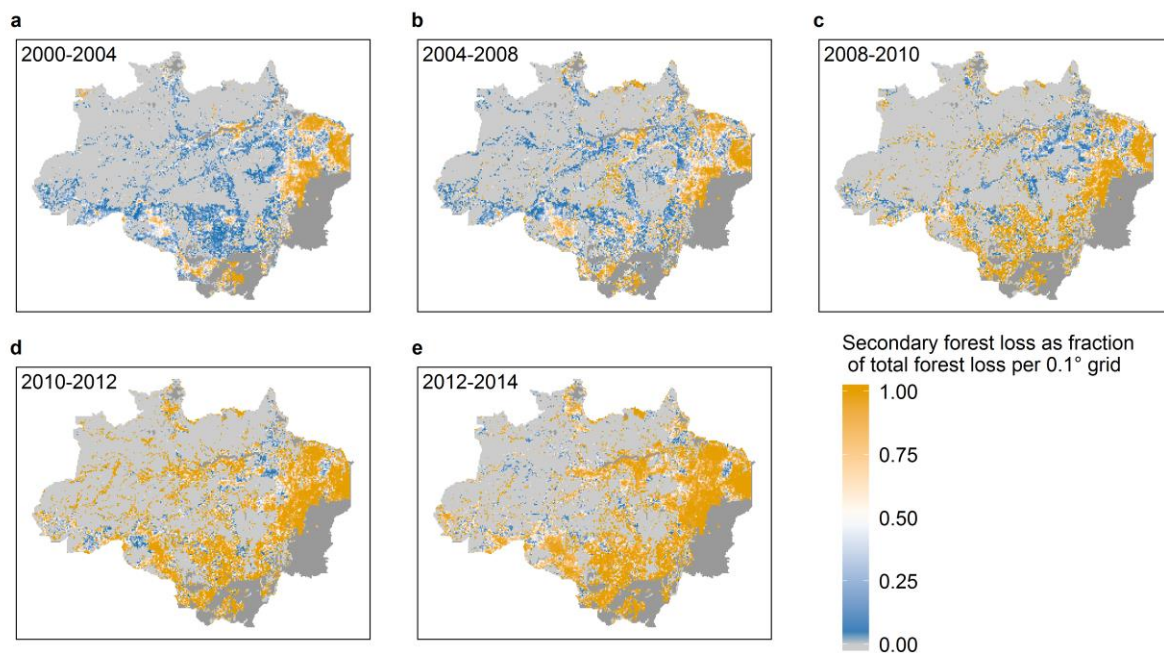 a
2000-2004
b
2004-2008
c
2008-2010
d
2010-2012
e
2012-2014
Secondary forest loss as fraction
of total forest loss per 0.1° grid
1.00
0.75
0.50
0.25
0.00